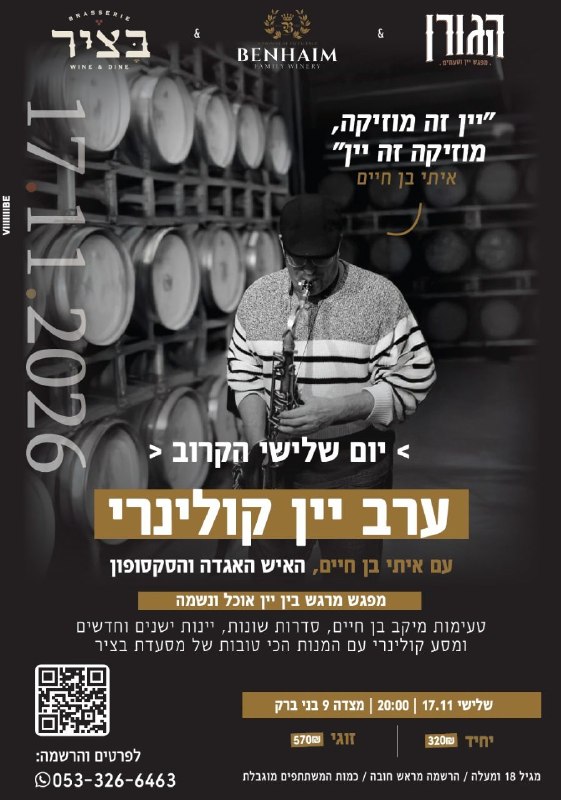 BRASSERIE
בציר
WINE & DINE
&
BENHAIM
FAMILY WINERY
&
הגורן
. מפגש יין וטעמים .
"יין זה מוזיקה,
מוזיקה זה יין"
איתי בן חיים
17.11.2026
> יום שלישי הקרוב <
ערב יין קולינרי
עם איתי בן חיים, האיש האגדה והסקסופון
מפגש מרגש בין יין אוכל ונשמה
טעימות מיקב בן חיים, סדרות שונות, יינות ישנים וחדשים
ומסע קולינרי עם המנות הכי טובות של מסעדת בציר
שלישי 17.11 | 20:00 | מצדה 9 בני ברק
יחיד 320₪
זוגי 570₪
מגיל 18 ומעלה / הרשמה מראש חובה / כמות המשתתפים מוגבלת
לפרטים והרשמה:
053-326-6463